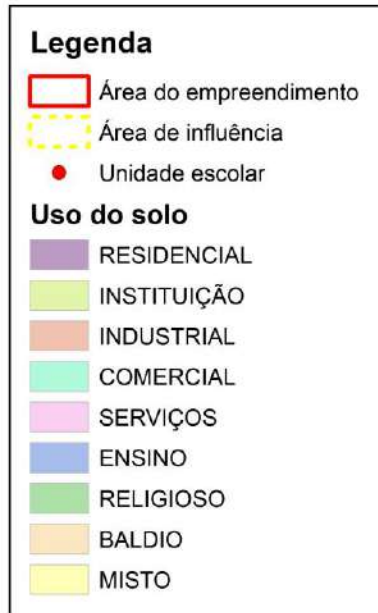 Legenda
Área do empreendimento
Área de influência
Unidade escolar
Uso do solo
RESIDENCIAL
INSTITUIÇÃO
INDUSTRIAL
COMERCIAL
SERVIÇOS
ENSINO
RELIGIOSO
BALDIO
MISTO